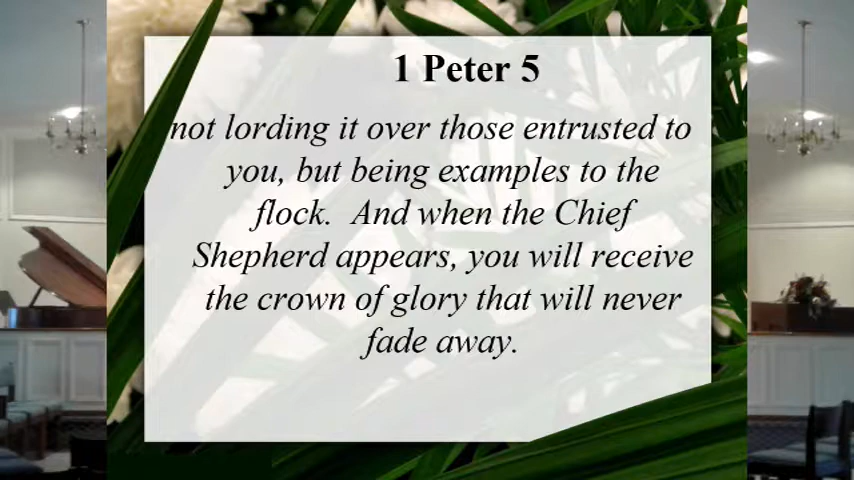 1 Peter 5
not lording it over those entrusted to
you, but being examples to the
flock. And when the Chief
Shepherd appears, you will receive
the crown of glory that will never
fade away.